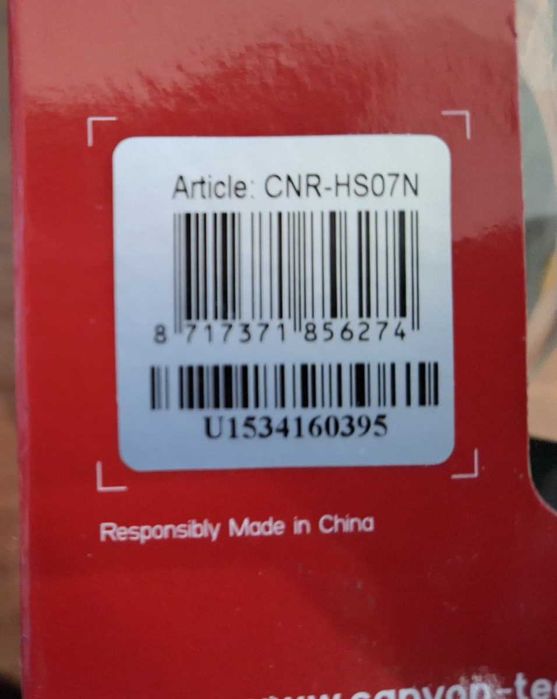 Article: CNR-HS07N
8 717371 856274
U1534160395
Responsibly Made in China